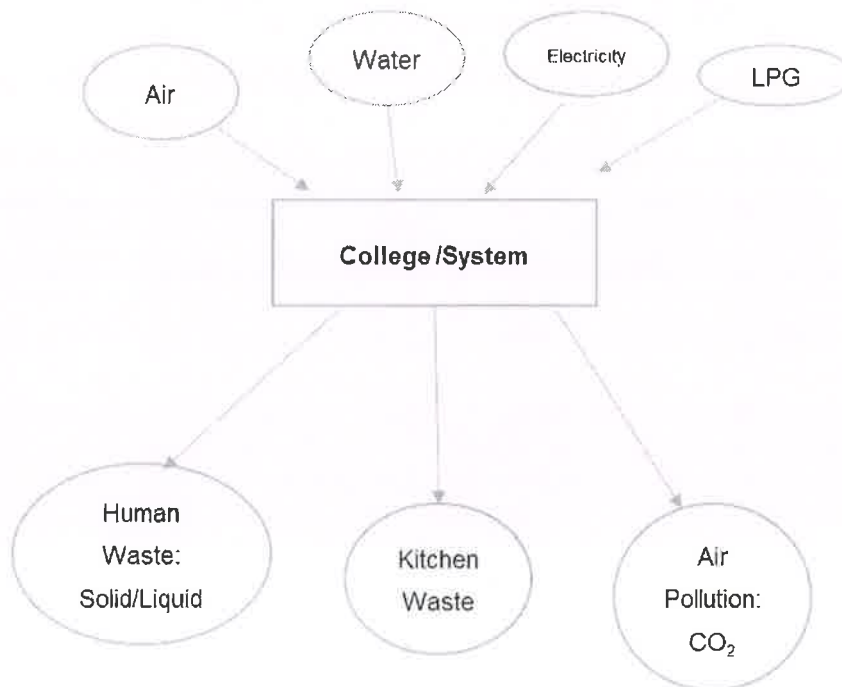 Air
Water
Electricity
LPG
College/System
Human
Waste:
Solid/Liquid
Kitchen
Waste
Air
Pollution:
CO₂